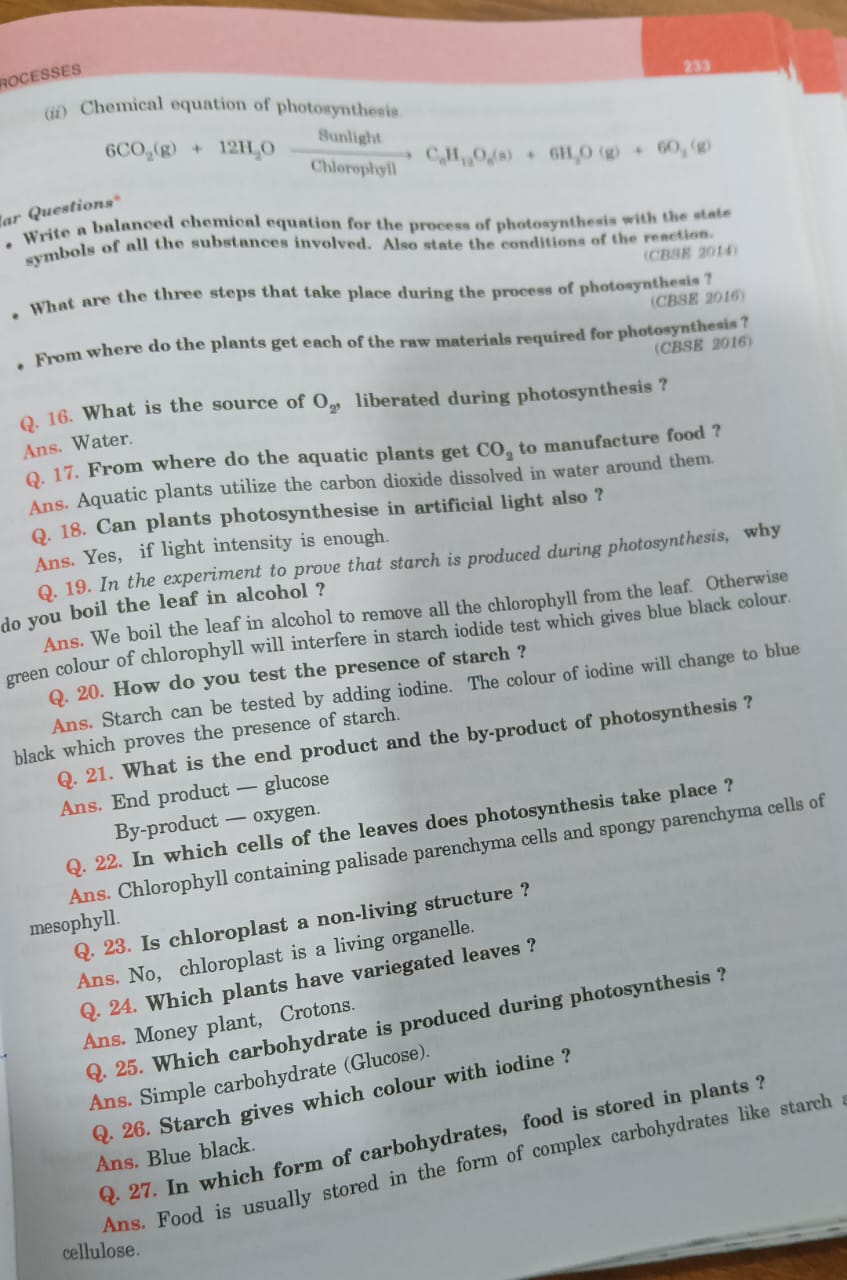 ROCESSES
233
(ii) Chemical equation of photosynthesis.
6CO₂(g) + 12H₂O —Sunlight/Chlorophyll→ C₆H₁₂O₆(s) + 6H₂O (g) + 6O₂ (g)
lar Questions*
• Write a balanced chemical equation for the process of photosynthesis with the state
symbols of all the substances involved. Also state the conditions of the reaction.
(CBSE 2014)
• What are the three steps that take place during the process of photosynthesis ?
(CBSE 2016)
• From where do the plants get each of the raw materials required for photosynthesis ?
(CBSE 2016)
Q. 16. What is the source of O₂, liberated during photosynthesis ?
Ans. Water.
Q. 17. From where do the aquatic plants get CO₂ to manufacture food ?
Ans. Aquatic plants utilize the carbon dioxide dissolved in water around them.
Q. 18. Can plants photosynthesise in artificial light also ?
Ans. Yes, if light intensity is enough.
Q. 19. In the experiment to prove that starch is produced during photosynthesis, why
do you boil the leaf in alcohol ?
Ans. We boil the leaf in alcohol to remove all the chlorophyll from the leaf. Otherwise
green colour of chlorophyll will interfere in starch iodide test which gives blue black colour.
Q. 20. How do you test the presence of starch ?
Ans. Starch can be tested by adding iodine. The colour of iodine will change to blue
black which proves the presence of starch.
Q. 21. What is the end product and the by-product of photosynthesis ?
Ans. End product — glucose
By-product — oxygen.
Q. 22. In which cells of the leaves does photosynthesis take place ?
Ans. Chlorophyll containing palisade parenchyma cells and spongy parenchyma cells of
mesophyll.
Q. 23. Is chloroplast a non-living structure ?
Ans. No, chloroplast is a living organelle.
Q. 24. Which plants have variegated leaves ?
Ans. Money plant, Crotons.
Q. 25. Which carbohydrate is produced during photosynthesis ?
Ans. Simple carbohydrate (Glucose).
Q. 26. Starch gives which colour with iodine ?
Ans. Blue black.
Q. 27. In which form of carbohydrates, food is stored in plants ?
Ans. Food is usually stored in the form of complex carbohydrates like starch
cellulose.